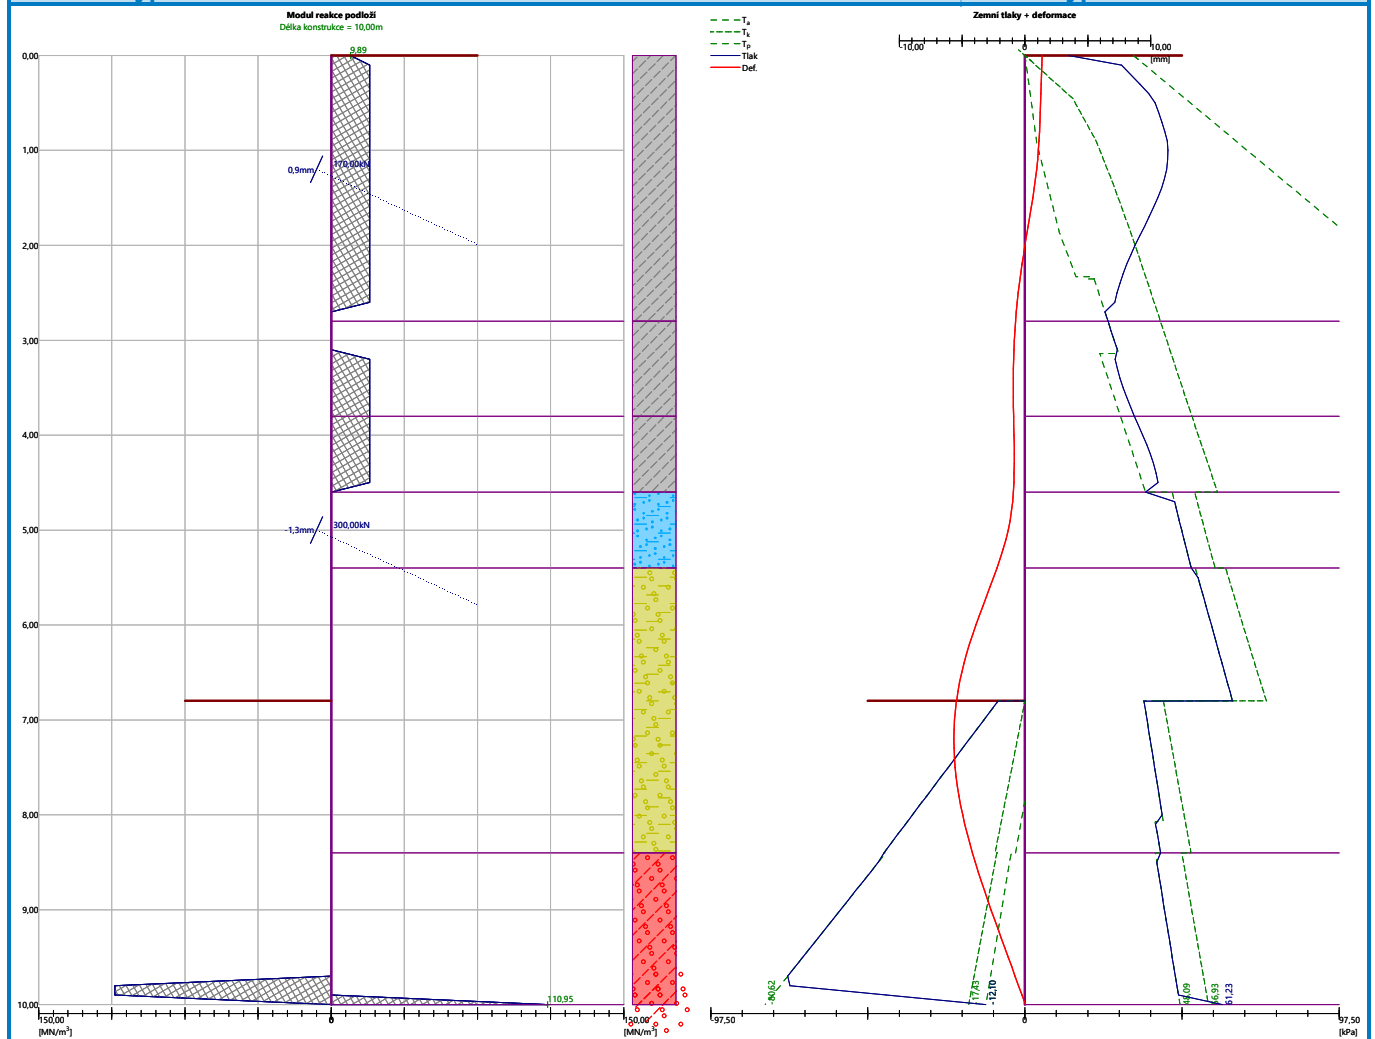 Modul reakce podloží
Délka konstrukce = 10,00m
9,89
0,00
1,00
2,00
3,00
4,00
5,00
6,00
7,00
8,00
9,00
10,00
0,9mm
170,00kN
-1,3mm
300,00kN
110,95
150,00
0
150,00
[MN/m³]
[MN/m³]
Zemní tlaky + deformace
Tₐ
Tₖ
Tₚ
Tlak
Def.
-10,00
0
10,00
[mm]
-80,62
-17,43
-12,10
48,09
56,93
61,23
-97,50
0
97,50
[kPa]